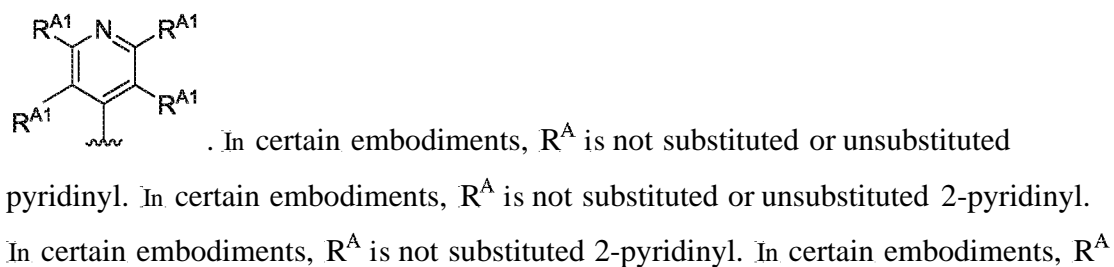 R^A1 N R^A1
R^A1 R^A1
. In certain embodiments, R^A is not substituted or unsubstituted
pyridinyl. In certain embodiments, R^A is not substituted or unsubstituted 2-pyridinyl.
In certain embodiments, R^A is not substituted 2-pyridinyl. In certain embodiments, R^A